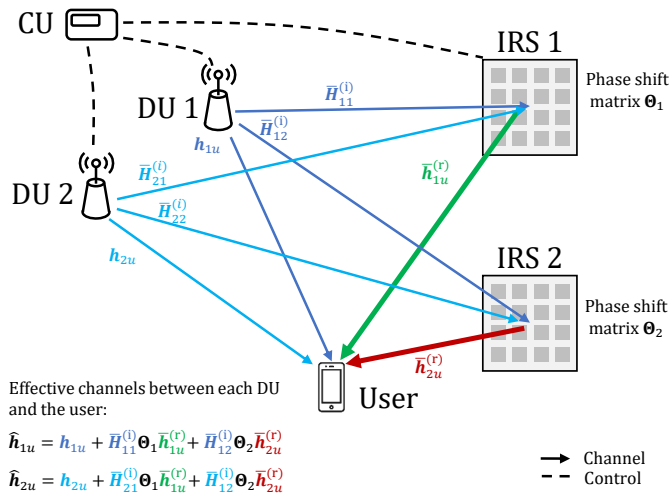 CU
IRS 1
Phase shift
matrix Θ₁
DU 1
H̄₁₁⁽ⁱ⁾
H̄₁₂⁽ⁱ⁾
h₁ᵤ
DU 2
H̄₂₁⁽ⁱ⁾
H̄₂₂⁽ⁱ⁾
h₂ᵤ
h̄₁ᵤ⁽ʳ⁾
IRS 2
Phase shift
matrix Θ₂
h̄₂ᵤ⁽ʳ⁾
User
Effective channels between each DU
and the user:
ĥ₁ᵤ = h₁ᵤ + H̄₁₁⁽ⁱ⁾Θ₁h̄₁ᵤ⁽ʳ⁾ + H̄₁₂⁽ⁱ⁾Θ₂h̄₂ᵤ⁽ʳ⁾
ĥ₂ᵤ = h₂ᵤ + H̄₂₁⁽ⁱ⁾Θ₁h̄₁ᵤ⁽ʳ⁾ + H̄₁₂⁽ⁱ⁾Θ₂h̄₂ᵤ⁽ʳ⁾
Channel
Control